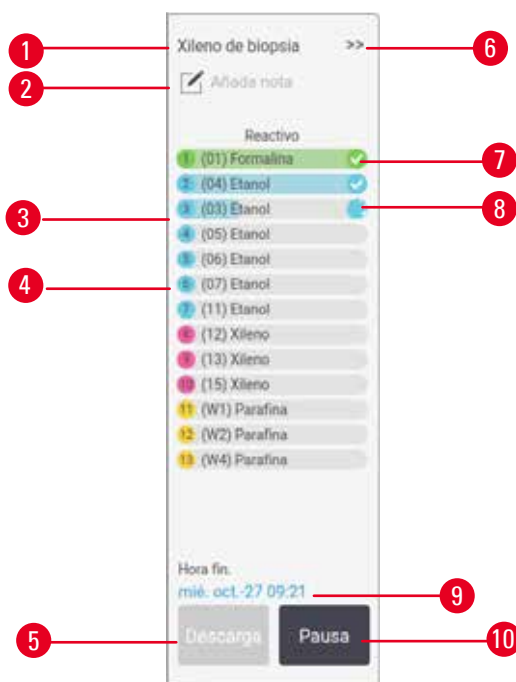 1 Xileno de biopsia >> 6
2 Añada nota
Reactivo
1 (01) Formalina 7
2 (04) Etanol
3 3 (03) Etanol 8
4 (05) Etanol
5 (06) Etanol
4 6 (07) Etanol
7 (11) Etanol
8 (12) Xileno
9 (13) Xileno
10 (15) Xileno
11 (W1) Parafina
12 (W2) Parafina
13 (W4) Parafina
Hora fin.
mié. oct.-27 09:21 9
5 Descarga Pausa 10